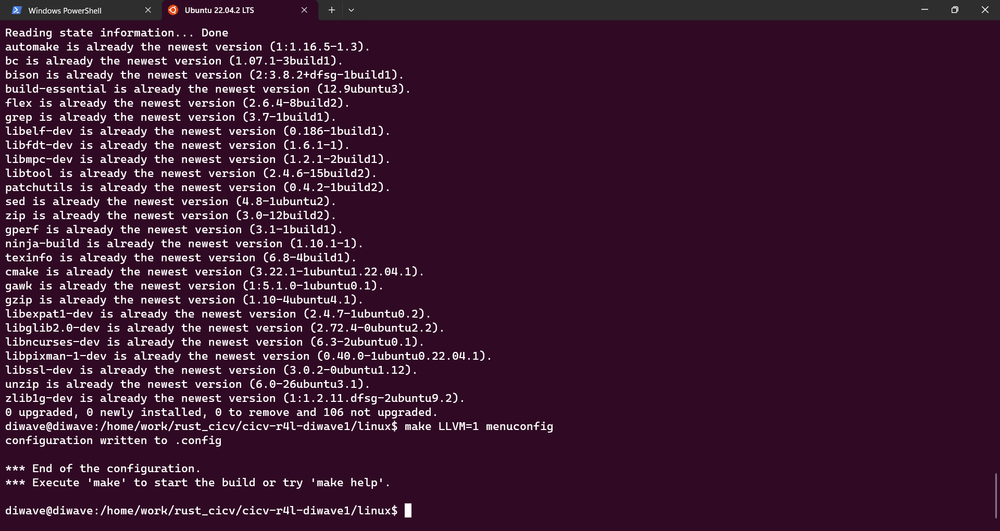 Windows PowerShell
Ubuntu 22.04.2 LTS
Reading state information... Done
automake is already the newest version (1:1.16.5-1.3).
bc is already the newest version (1.07.1-3build1).
bison is already the newest version (2:3.8.2+dfsg-1build1).
build-essential is already the newest version (12.9ubuntu3).
flex is already the newest version (2.6.4-8build2).
grep is already the newest version (3.7-1build1).
libelf-dev is already the newest version (0.186-1build1).
libfdt-dev is already the newest version (1.6.1-1).
libmpc-dev is already the newest version (1.2.1-2build1).
libtool is already the newest version (2.4.6-15build2).
patchutils is already the newest version (0.4.2-1build2).
sed is already the newest version (4.8-1ubuntu2).
zip is already the newest version (3.0-12build2).
gperf is already the newest version (3.1-1build1).
ninja-build is already the newest version (1.10.1-1).
texinfo is already the newest version (6.8-4build1).
cmake is already the newest version (3.22.1-1ubuntu1.22.04.1).
gawk is already the newest version (1:5.1.0-1ubuntu0.1).
gzip is already the newest version (1.10-4ubuntu4.1).
libexpat1-dev is already the newest version (2.4.7-1ubuntu0.2).
libglib2.0-dev is already the newest version (2.72.4-0ubuntu2.2).
libncurses-dev is already the newest version (6.3-2ubuntu0.1).
libpixman-1-dev is already the newest version (0.40.0-1ubuntu0.22.04.1).
libssl-dev is already the newest version (3.0.2-0ubuntu1.12).
unzip is already the newest version (6.0-26ubuntu3.1).
zlib1g-dev is already the newest version (1:1.2.11.dfsg-2ubuntu9.2).
0 upgraded, 0 newly installed, 0 to remove and 106 not upgraded.
diwave@diwave:/home/work/rust_cicv/cicv-r4l-diwave1/linux$ make LLVM=1 menuconfig
configuration written to .config
*** End of the configuration.
*** Execute 'make' to start the build or try 'make help'.
diwave@diwave:/home/work/rust_cicv/cicv-r4l-diwave1/linux$